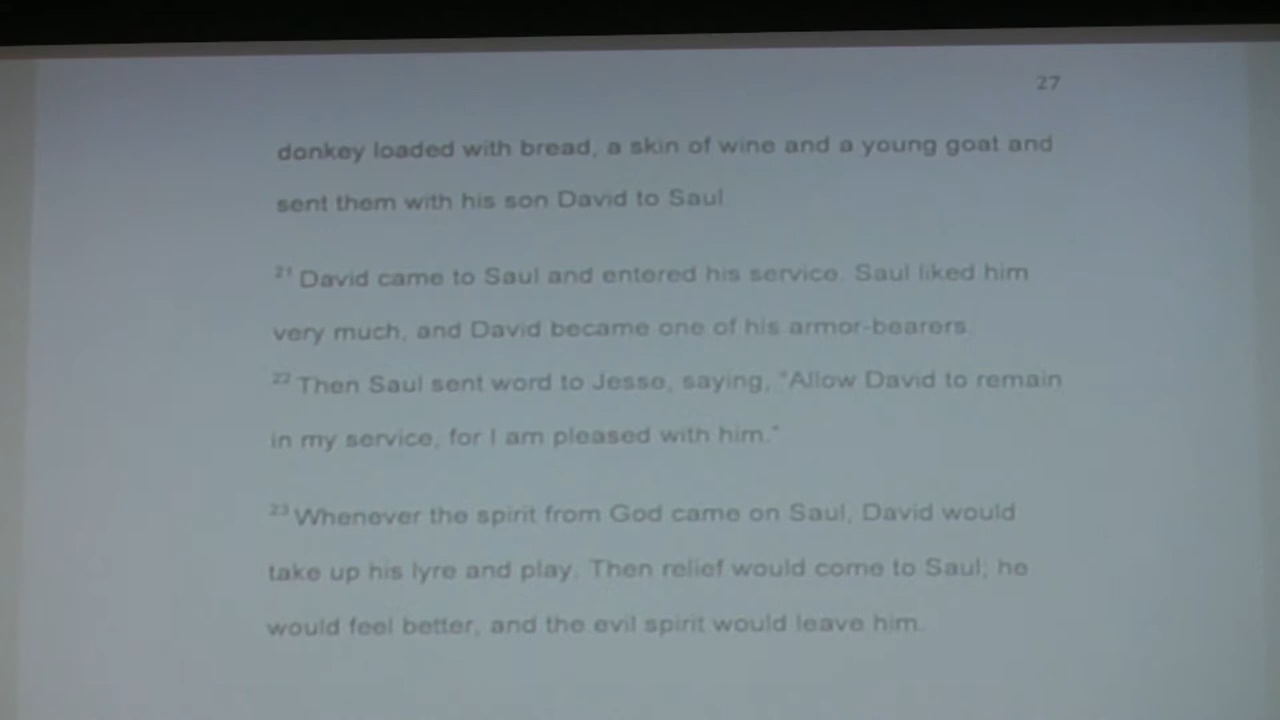 27
donkey loaded with bread, a skin of wine and a young goat and
sent them with his son David to Saul
21 David came to Saul and entered his service. Saul liked him
very much, and David became one of his armor-bearers.
22 Then Saul sent word to Jesse, saying, "Allow David to remain
in my service, for I am pleased with him."
23 Whenever the spirit from God came on Saul, David would
take up his lyre and play. Then relief would come to Saul; he
would feel better, and the evil spirit would leave him.